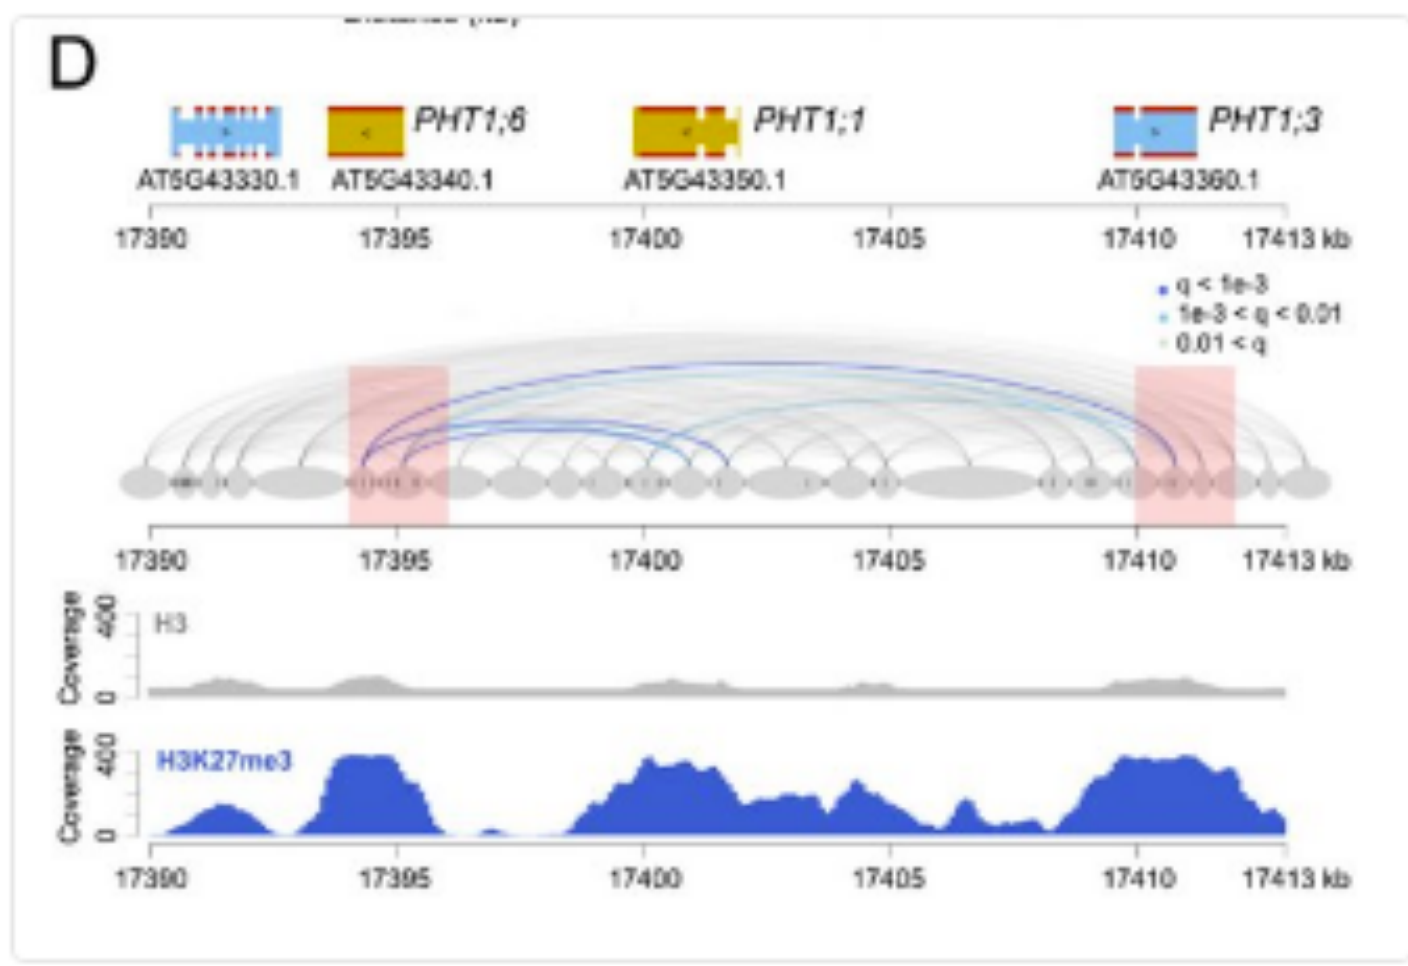 D
PHT1;6 PHT1;1 PHT1;3
AT5G43330.1 AT5G43340.1 AT5G43350.1 AT5G43360.1
17390 17395 17400 17405 17410 17413 kb
q < 1e-3
1e-3 < q < 0.01
0.01 < q
17390 17395 17400 17405 17410 17413 kb
Coverage
400
0
H3
Coverage
400
0
H3K27me3
17390 17395 17400 17405 17410 17413 kb